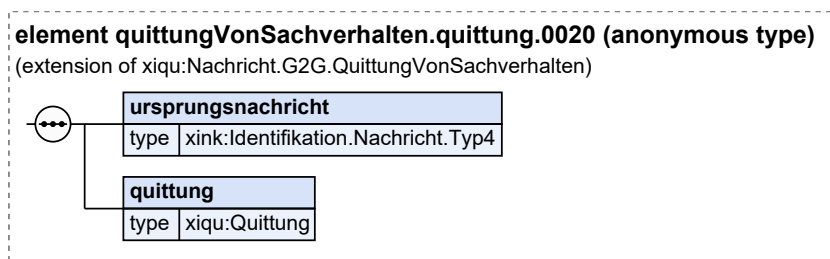 element quittungVonSachverhalten.quittung.0020 (anonymous type)
(extension of xiqu:Nachricht.G2G.QuittungVonSachverhalten)
ursprungsnachricht
type xink:Identifikation.Nachricht.Typ4
quittung
type xiqu:Quittung